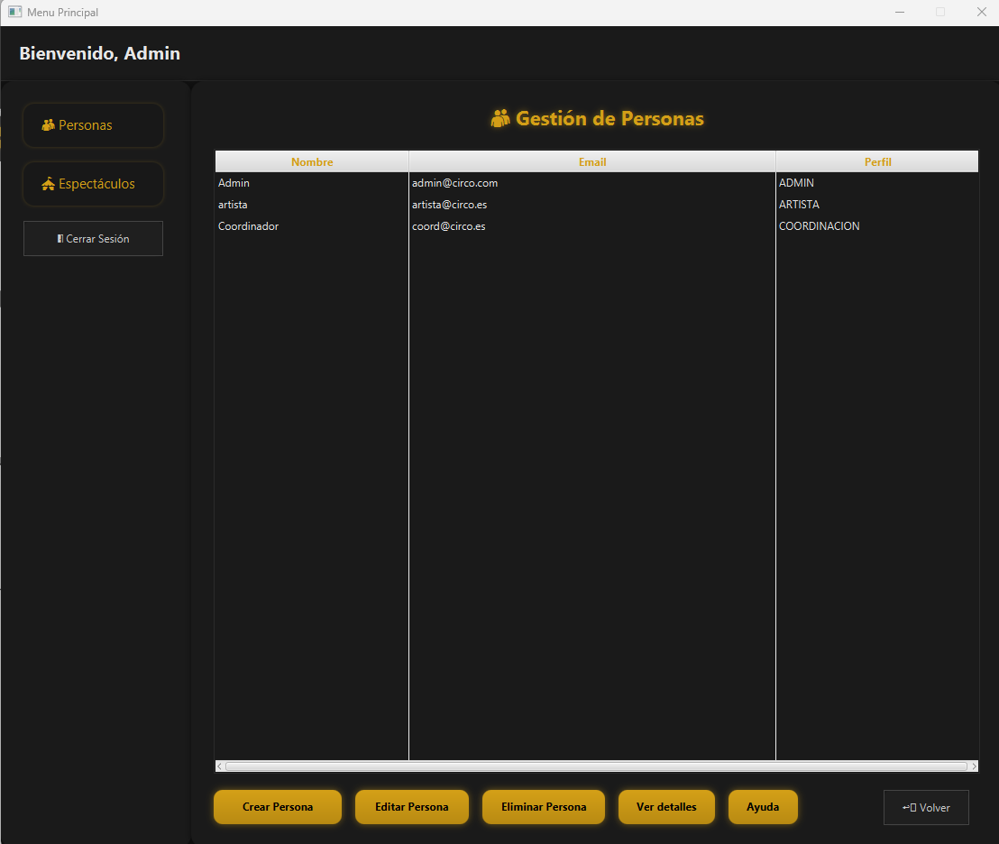 Menu Principal
Bienvenido, Admin
Personas
Espectáculos
Cerrar Sesión
Gestión de Personas
Nombre Email Perfil
Admin admin@circo.com ADMIN
artista artista@circo.es ARTISTA
Coordinador coord@circo.es COORDINACION
Crear Persona Editar Persona Eliminar Persona Ver detalles Ayuda Volver